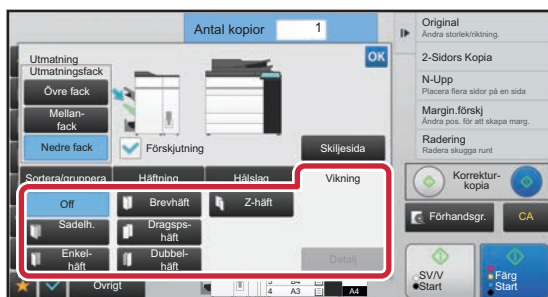 Antal kopior 1
Utmatning
OK
Utmatningsfack
Övre fack
Mellan-
fack
Nedre fack
Förskjutning
Skiljesida
Sortera/gruppera
Häftning
Hålslag
Vikning
Off
Brevhäft
Z-häft
Sadelh.
Dragsps-
häft
Enkel-
häft
Dubbel-
häft
Detalj
Övrigt
4 A3
A4
Original
Ändra storlek/riktning.
2-Sidors Kopia
N-Upp
Placera flera sidor på en sida
Margin.förskj
Ändra pos. för att skapa marg.
Radering
Radera skugga runt
Korrektur-
kopia
Förhandsgr.
CA
SV/V
Start
Färg
Start